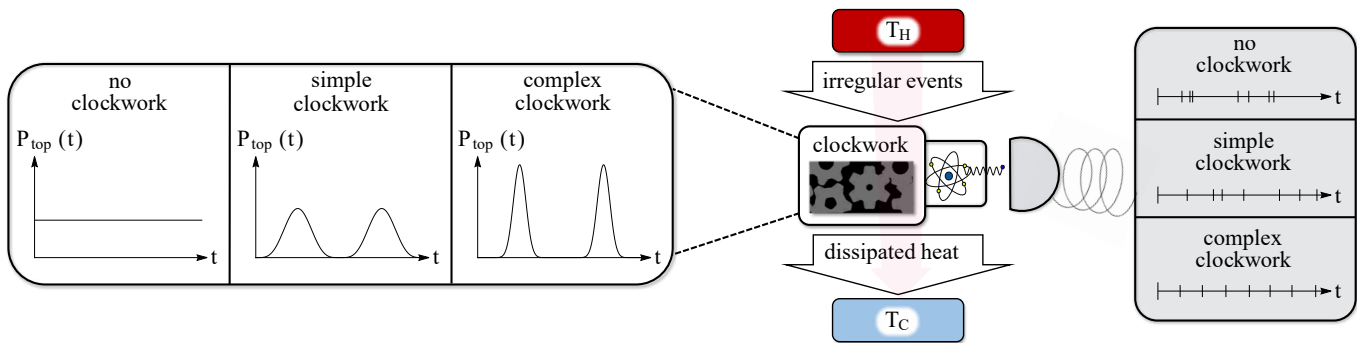 no
clockwork
P_top (t)
t
simple
clockwork
P_top (t)
t
complex
clockwork
P_top (t)
t
T_H
irregular events
clockwork
dissipated heat
T_C
no
clockwork
t
simple
clockwork
t
complex
clockwork
t